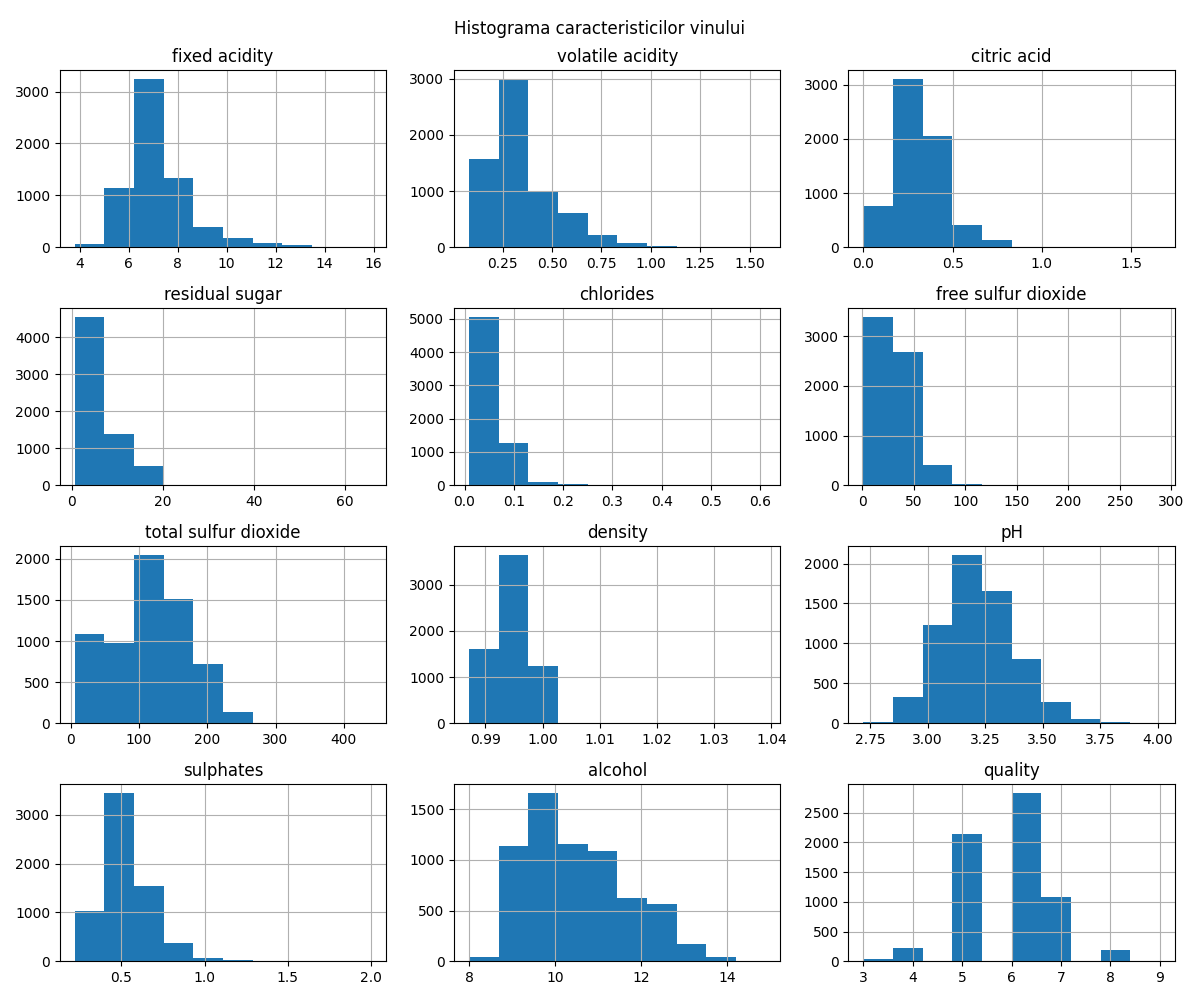 Histograma caracteristicilor vinului
fixed acidity
3000
2000
1000
0
4 6 8 10 12 14 16
volatile acidity
3000
2000
1000
0
0.25 0.50 0.75 1.00 1.25 1.50
citric acid
3000
2000
1000
0
0.0 0.5 1.0 1.5
residual sugar
4000
3000
2000
1000
0
0 20 40 60
chlorides
5000
4000
3000
2000
1000
0
0.0 0.1 0.2 0.3 0.4 0.5 0.6
free sulfur dioxide
3000
2000
1000
0
0 50 100 150 200 250 300
total sulfur dioxide
2000
1500
1000
500
0
0 100 200 300 400
density
3000
2000
1000
0
0.99 1.00 1.01 1.02 1.03 1.04
pH
2000
1500
1000
500
0
2.75 3.00 3.25 3.50 3.75 4.00
sulphates
3000
2000
1000
0
0.5 1.0 1.5 2.0
alcohol
1500
1000
500
0
8 10 12 14
quality
2500
2000
1500
1000
500
0
3 4 5 6 7 8 9